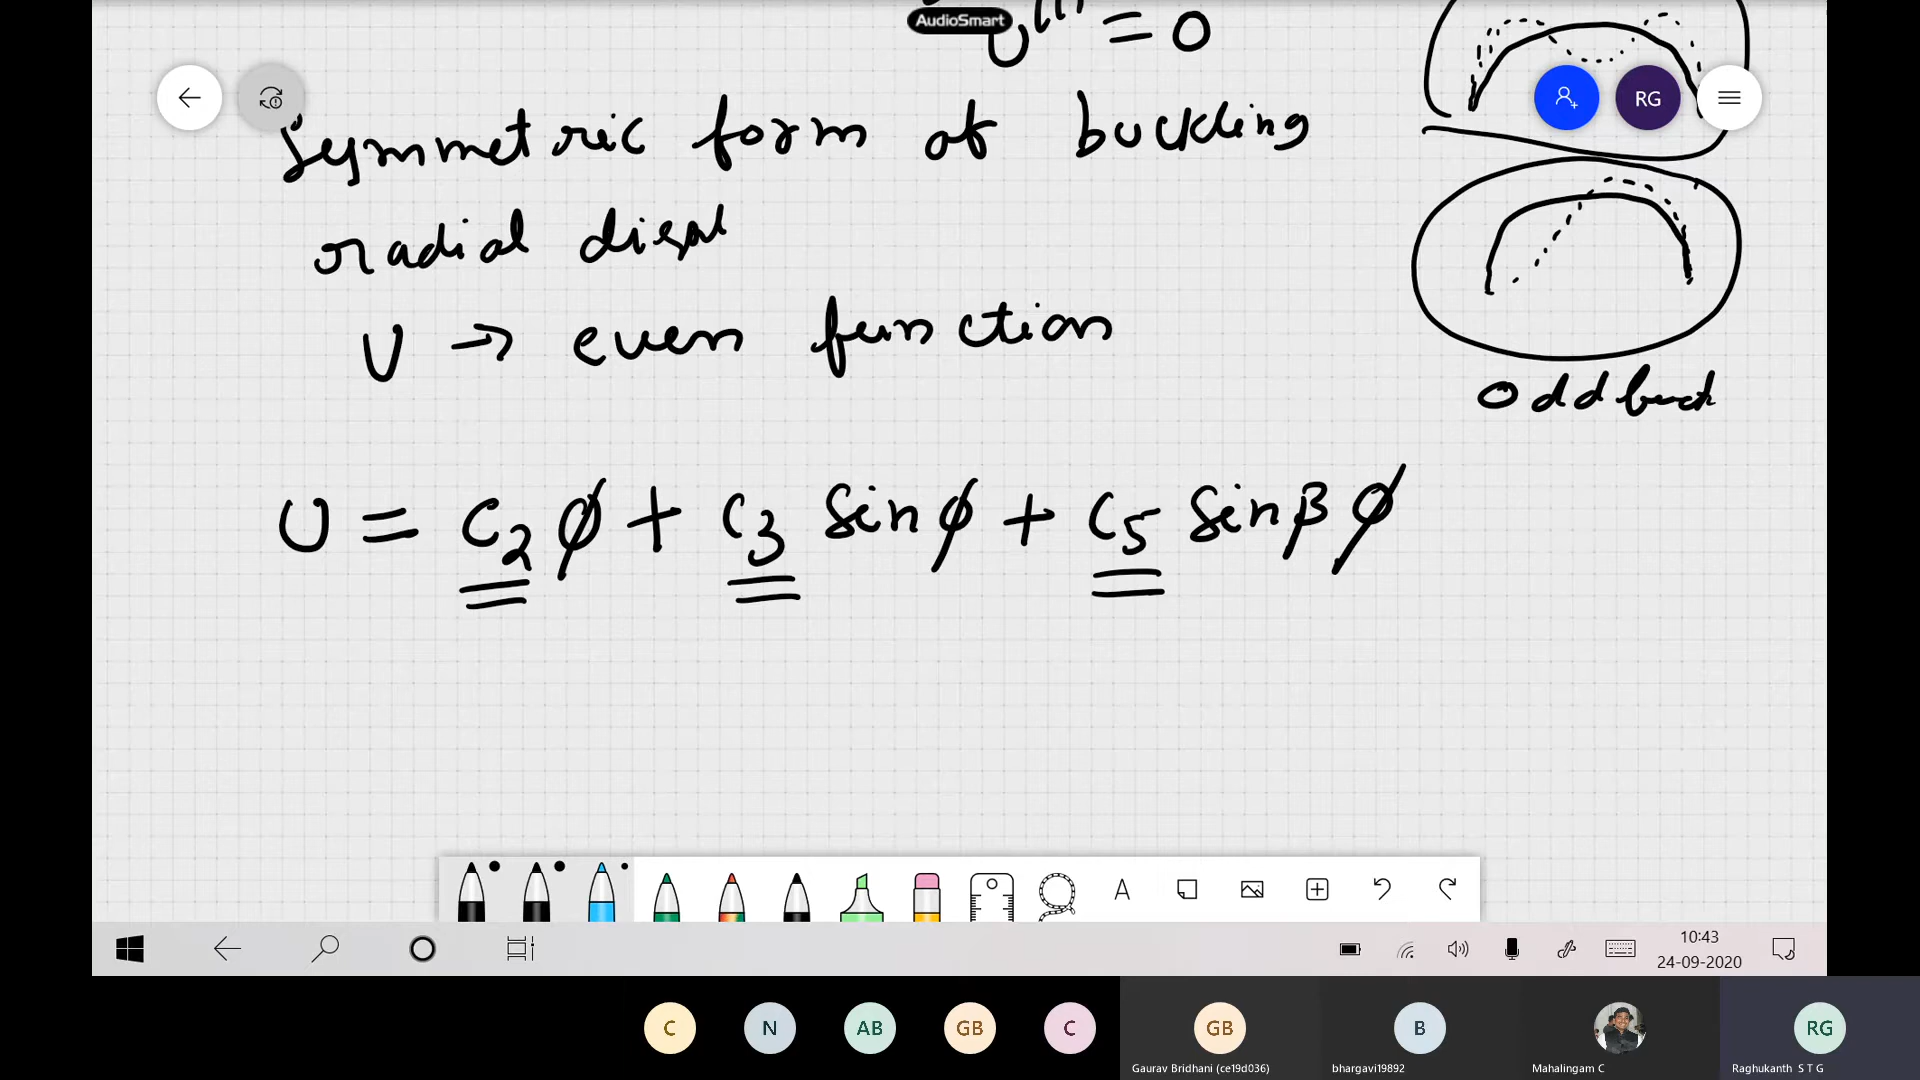 AudioSmart
U''' = 0
RG
Symmetric form of buckling
radial displ
U → even function
Odd buck
U = C₂ ϕ + C₃ Sin ϕ + C₅ Sin β ϕ
A
10:43
24-09-2020
C
N
AB
GB
C
GB
B
RG
Gaurav Bridhani (ce19d036)
bhargavi19892
Mahalingam C
Raghukanth S T G